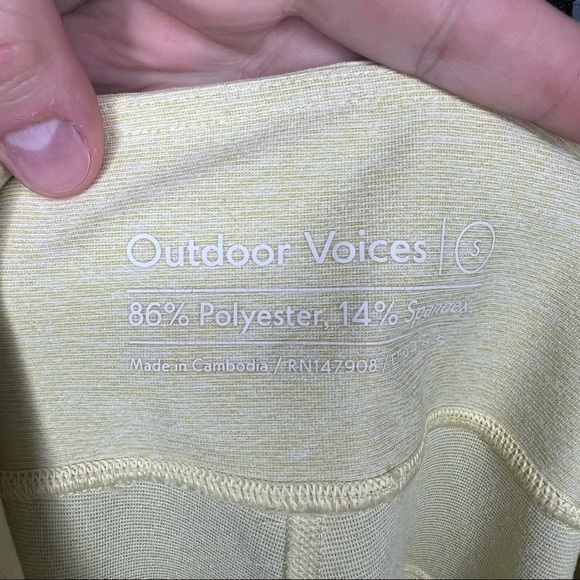 Outdoor Voices | S
86% Polyester, 14% Spandex
Made in Cambodia / RN147908 /